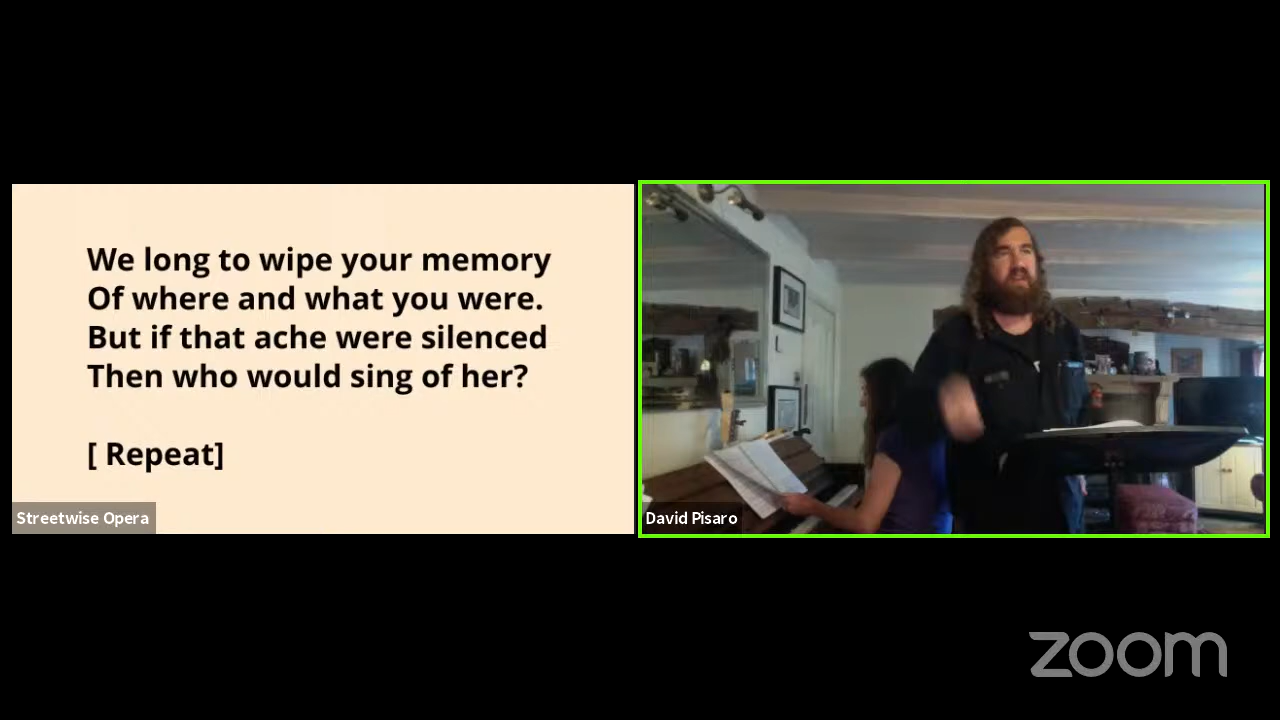 We long to wipe your memory
Of where and what you were.
But if that ache were silenced
Then who would sing of her?
[ Repeat]
Streetwise Opera
David Pisaro
zoom